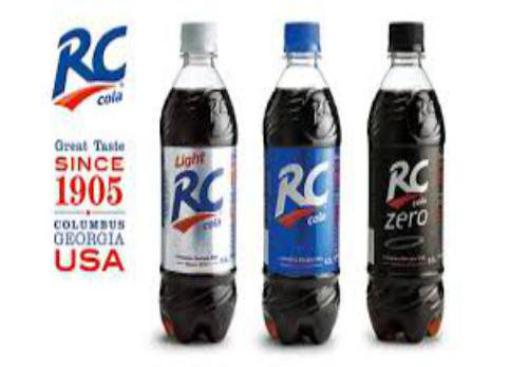 RC
cola
Great Taste
SINCE
1905
COLUMBUS
GEORGIA
USA
Light
RC
cola
RC
cola
RC
cola
zero